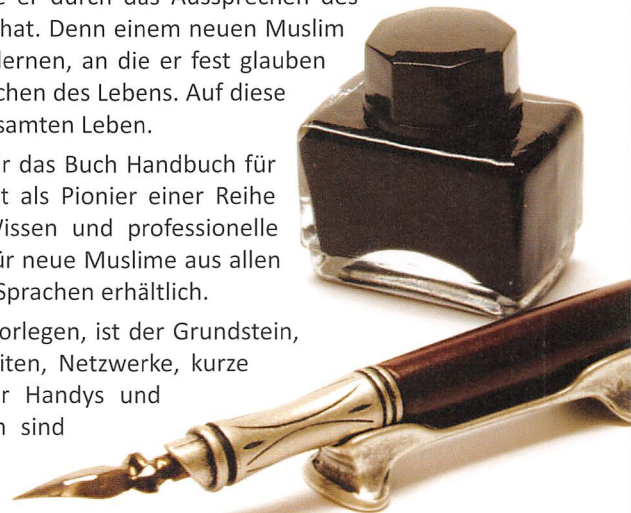 er durch das Aussprechen des
hat. Denn einem neuen Muslim
lernen, an die er fest glauben
chen des Lebens. Auf diese
samten Leben.
r das Buch Handbuch für
t als Pionier einer Reihe
Wissen und professionelle
ür neue Muslime aus allen
Sprachen erhältlich.
orlegen, ist der Grundstein,
iten, Netzwerke, kurze
r Handys und
n sind